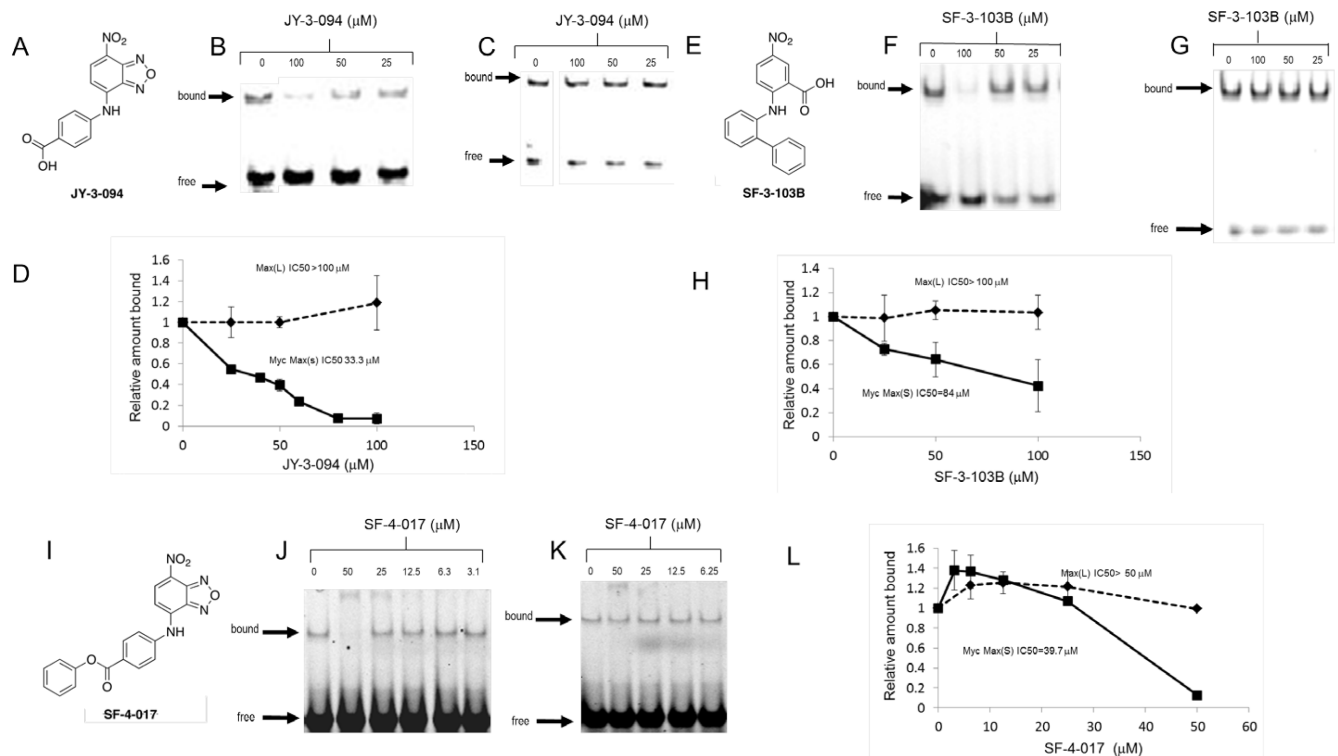 A
NO₂
N
O
N
NH
O
OH
JY-3-094
B
JY-3-094 (μM)
0 100 50 25
bound
free
C
JY-3-094 (μM)
0 100 50 25
bound
free
E
NO₂
OH
O
NH
SF-3-103B
F
SF-3-103B (μM)
0 100 50 25
bound
free
G
SF-3-103B (μM)
0 100 50 25
bound
free
D
Relative amount bound
1.6
1.4
1.2
1
0.8
0.6
0.4
0.2
0
Max(L) IC50 >100 μM
Myc Max(s) IC50 33.3 μM
0 50 100 150
JY-3-094 (μM)
H
Relative amount bound
1.4
1.2
1
0.8
0.6
0.4
0.2
0
Max(L) IC50> 100 μM
Myc Max(S) IC50=84 μM
0 50 100 150
SF-3-103B (μM)
I
NO₂
N
O
N
NH
O
O
SF-4-017
J
SF-4-017 (μM)
0 50 25 12.5 6.3 3.1
bound
free
K
SF-4-017 (μM)
0 50 25 12.5 6.25
bound
free
L
Relative amount bound
1.6
1.4
1.2
1
0.8
0.6
0.4
0.2
0
Max(L) IC50> 50 μM
Myc Max(S) IC50=39.7 μM
0 10 20 30 40 50 60
SF-4-017 (μM)